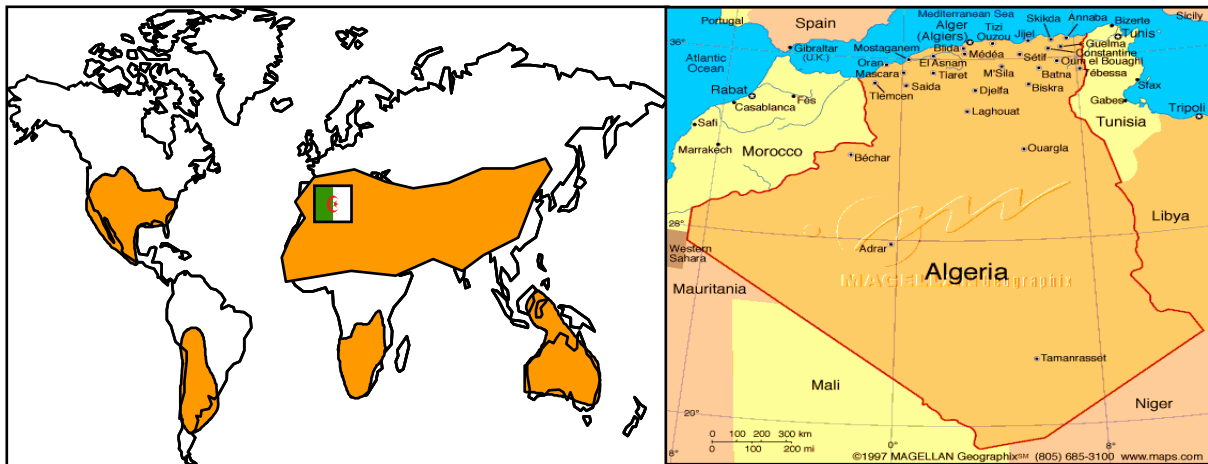 Portugal
Spain
Mediterranean Sea
Sicily
Skikda
Annaba
Bizerte
Alger
(Algiers)
Tizi
Ouzou
Jijel
Tunis
36°
Gibraltar
(U.K.)
Mostaganem
Blida
Guelma
Constantine
Atlantic
Ocean
Oran
El Asnam
Médéa
Sétif
Oum el Bouaghi
Mascara
Tiaret
M'Sila
Batna
Tébessa
Rabat
Fès
Saida
Djelfa
Biskra
Sfax
Casablanca
Tlemcen
Gabes
Tripoli
Safi
Laghouat
Tunisia
Marrakech
Morocco
Béchar
Ouargla
28°
Libya
Western
Sahara
Adrar
Algeria
Mauritania
Tamanrasset
Mali
Niger
20°
0 100 200 300 km
0 100 200 mi
8°
0°
8°
©1997 MAGELLAN Geographix℠ (805) 685-3100 www.maps.com